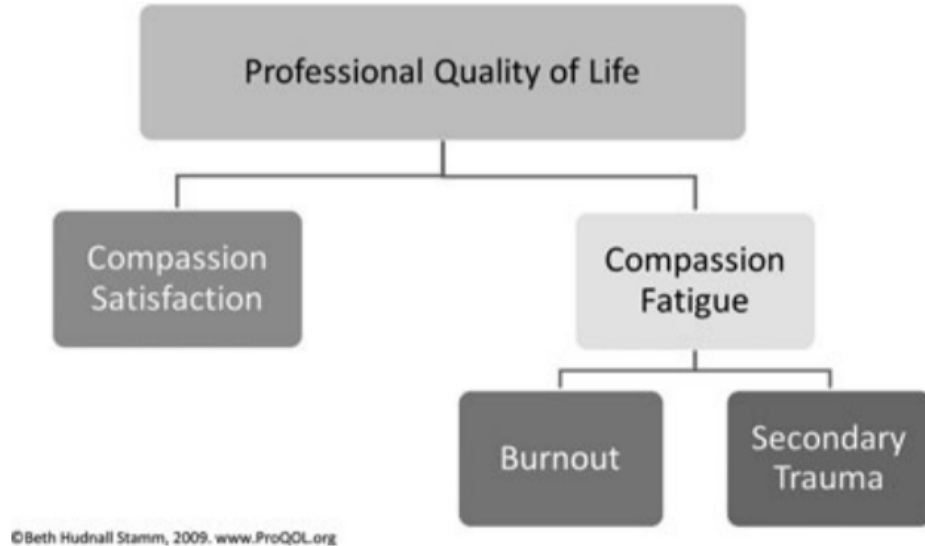 Professional Quality of Life
Compassion
Satisfaction
Compassion
Fatigue
Burnout
Secondary
Trauma
©Beth Hudnall Stamm, 2009. www.ProQOL.org